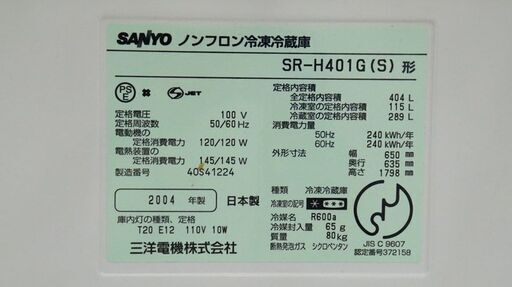 SANYO ノンフロン冷凍冷蔵庫
SR-H401G(S) 形
PS E JET
定格電圧 100 V
定格周波数 50/60 Hz
電動機の
定格消費電力 120/120 W
電熱装置の
定格消費電力 145/145 W
製造番号 40541224
2004 年製 日本製
庫内灯の種類、定格
T20 E12 110V 10W
三洋電機株式会社
定格内容積
全定格内容積 404 L
冷凍室の定格内容積 115 L
冷蔵室の定格内容積 289 L
消費電力量
50Hz 240 kWh/年
60Hz 240 kWh/年
外形寸法 幅 650 mm
奥行 635 mm
高さ 1798 mm
種類 冷凍冷蔵庫
冷凍室の記号
冷媒名 R600a
冷媒封入量 65 g
質量 80kg
断熱発泡ガス シクロペンタン
JIS C 9607
認定番号372158